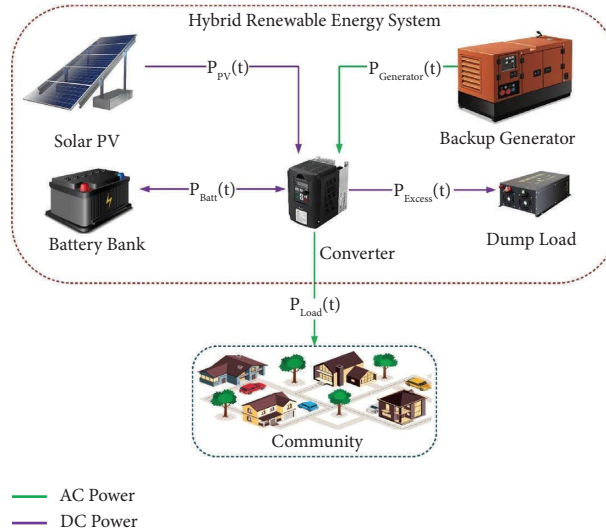 Hybrid Renewable Energy System
P_PV(t)
P_Generator(t)
Solar PV
Backup Generator
P_Batt(t)
P_Excess(t)
Battery Bank
Converter
Dump Load
P_Load(t)
Community
AC Power
DC Power